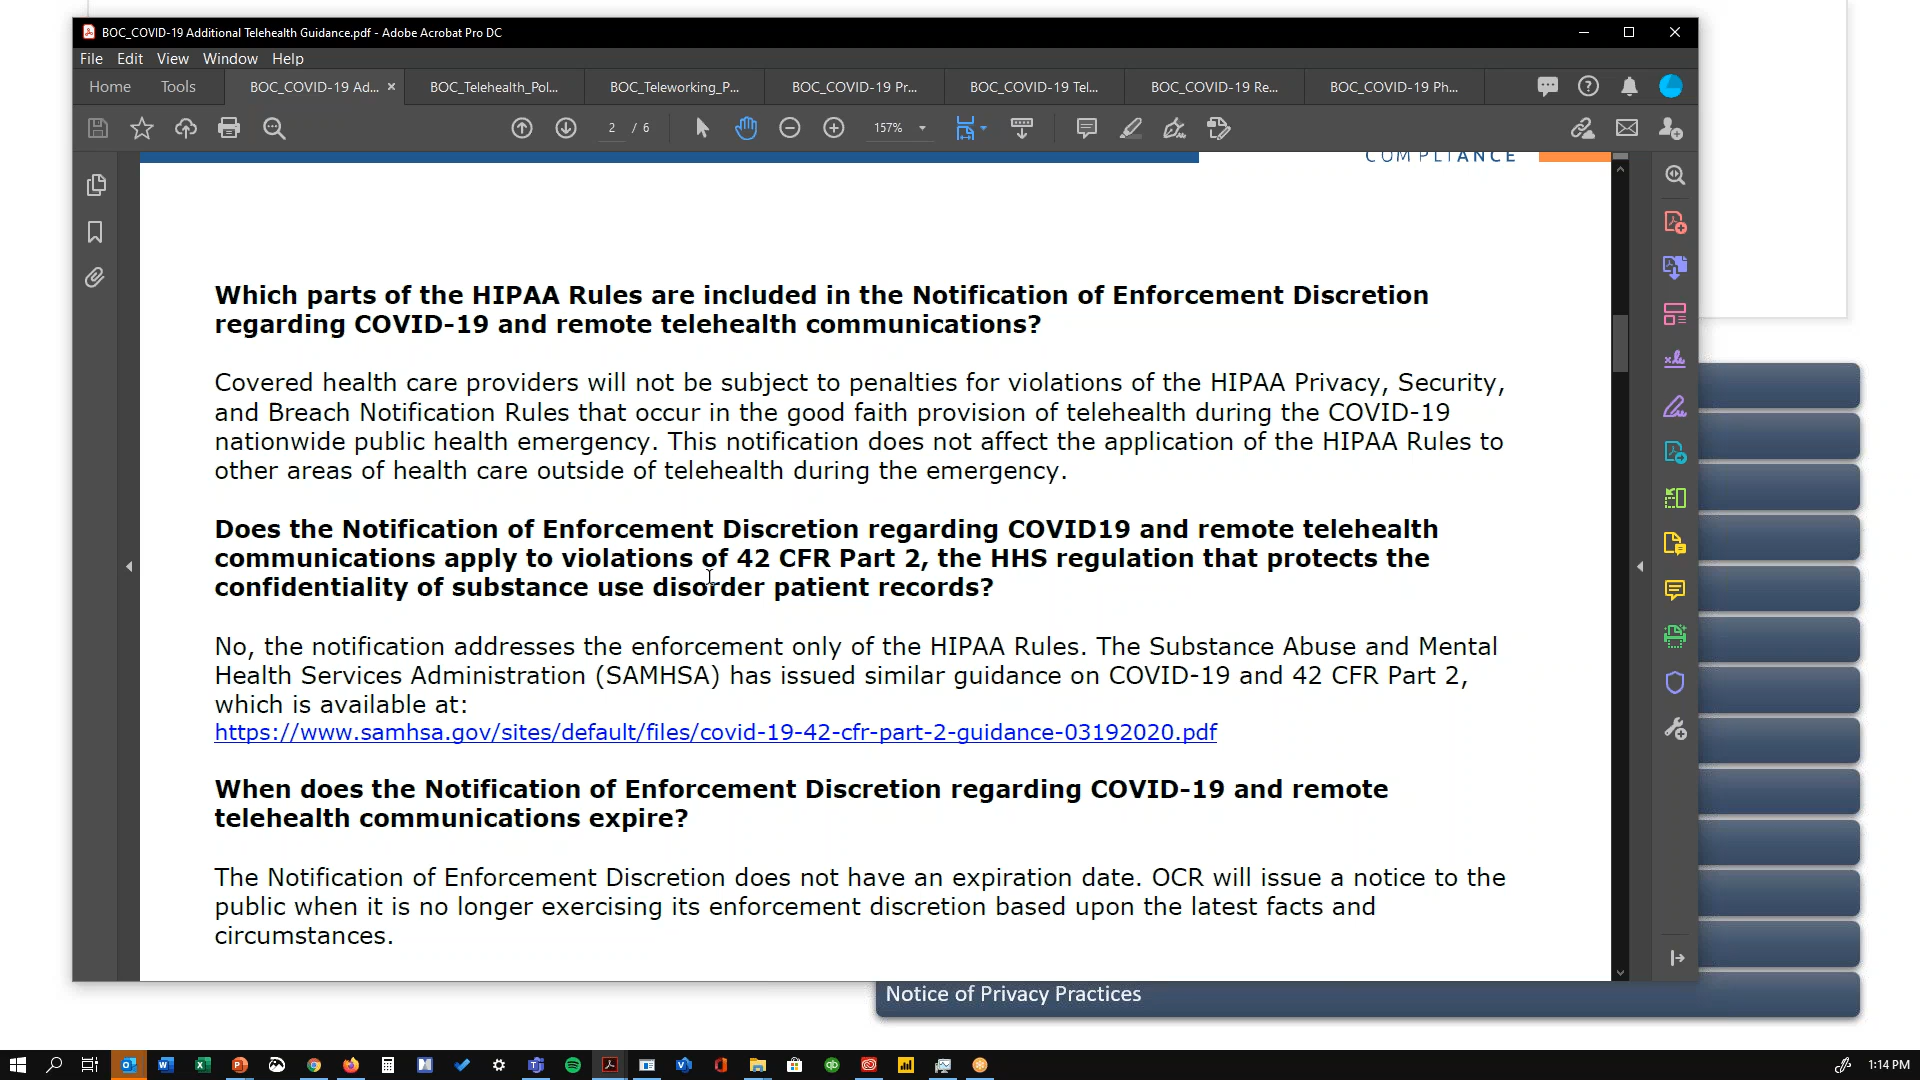 BOC_COVID-19 Additional Telehealth Guidance.pdf - Adobe Acrobat Pro DC
File Edit View Window Help
Home Tools BOC_COVID-19 Ad... × BOC_Telehealth_Pol... BOC_Teleworking_P... BOC_COVID-19 Pr... BOC_COVID-19 Tel... BOC_COVID-19 Re... BOC_COVID-19 Ph...
2 / 6 157%
COMPLIANCE
Which parts of the HIPAA Rules are included in the Notification of Enforcement Discretion
regarding COVID-19 and remote telehealth communications?
Covered health care providers will not be subject to penalties for violations of the HIPAA Privacy, Security,
and Breach Notification Rules that occur in the good faith provision of telehealth during the COVID-19
nationwide public health emergency. This notification does not affect the application of the HIPAA Rules to
other areas of health care outside of telehealth during the emergency.
Does the Notification of Enforcement Discretion regarding COVID19 and remote telehealth
communications apply to violations of 42 CFR Part 2, the HHS regulation that protects the
confidentiality of substance use disorder patient records?
No, the notification addresses the enforcement only of the HIPAA Rules. The Substance Abuse and Mental
Health Services Administration (SAMHSA) has issued similar guidance on COVID-19 and 42 CFR Part 2,
which is available at:
https://www.samhsa.gov/sites/default/files/covid-19-42-cfr-part-2-guidance-03192020.pdf
When does the Notification of Enforcement Discretion regarding COVID-19 and remote
telehealth communications expire?
The Notification of Enforcement Discretion does not have an expiration date. OCR will issue a notice to the
public when it is no longer exercising its enforcement discretion based upon the latest facts and
circumstances.
Notice of Privacy Practices
1:14 PM